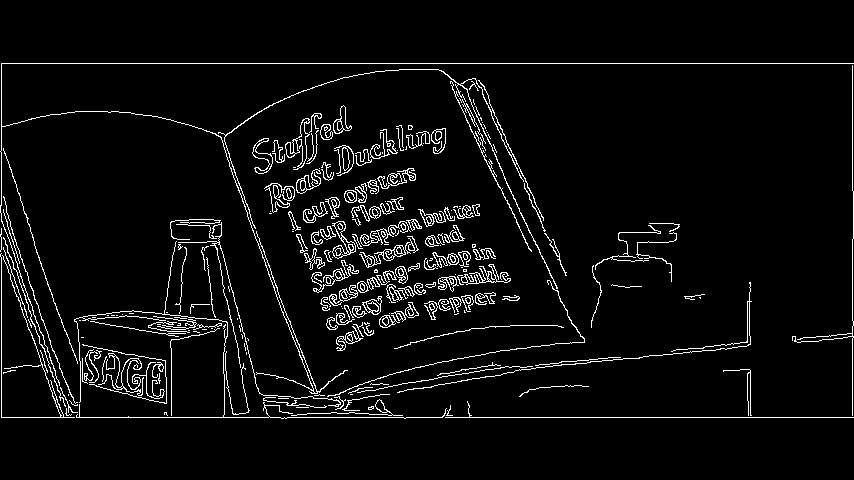 Stuffed
Roast Duckling
1 cup oysters
1 cup flour
½ tablespoon butter
Soak bread and
seasoning~chop in
celery fine~sprinkle
salt and pepper ~
SAGE